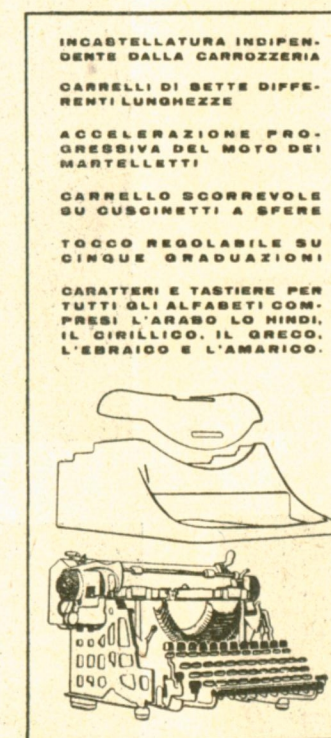 INCASTELLATURA INDIPEN-
DENTE DALLA CARROZZERIA
CARRELLI DI SETTE DIFFE-
RENTI LUNGHEZZE
ACCELERAZIONE PRO-
GRESSIVA DEL MOTO DEI
MARTELLETTI
CARRELLO SCORREVOLE
SU CUSCINETTI A SFERE
TOCCO REGOLABILE SU
CINQUE GRADUAZIONI
CARATTERI E TASTIERE PER
TUTTI GLI ALFABETI COM-
PRESI L'ARABO LO HINDI,
IL CIRILLICO, IL GRECO,
L'EBRAICO E L'AMARICO.